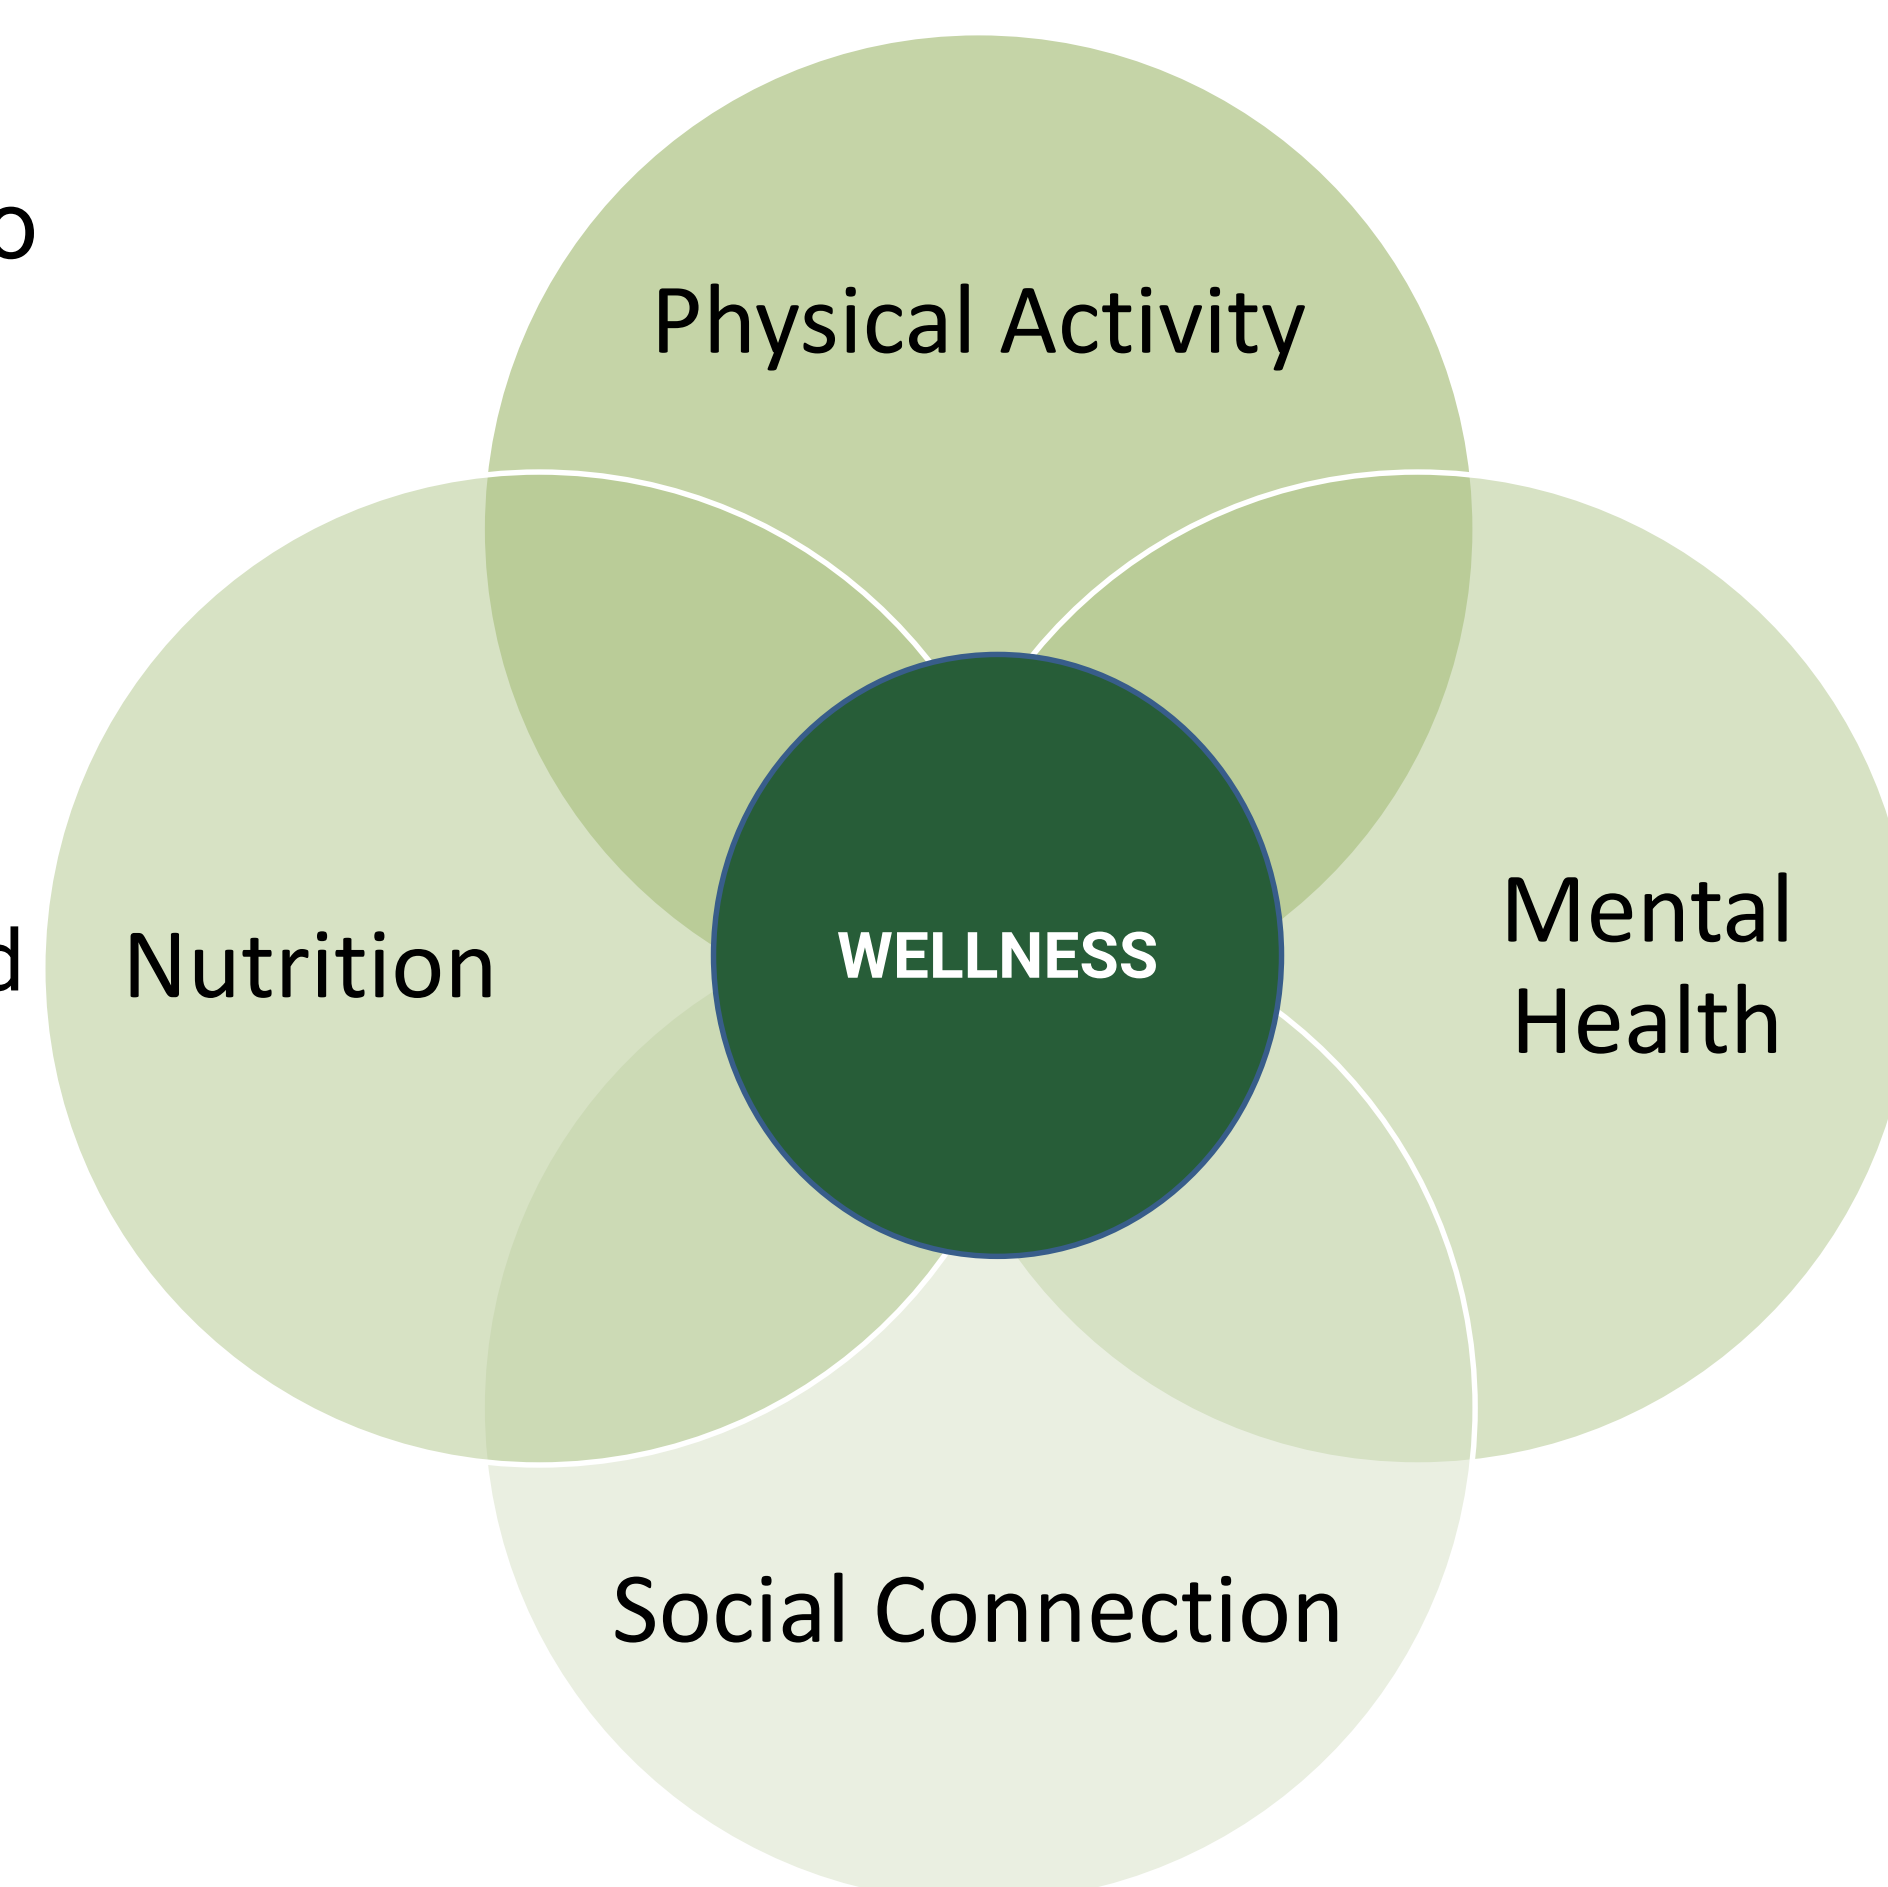 Physical Activity
Nutrition
WELLNESS
Mental
Health
Social Connection